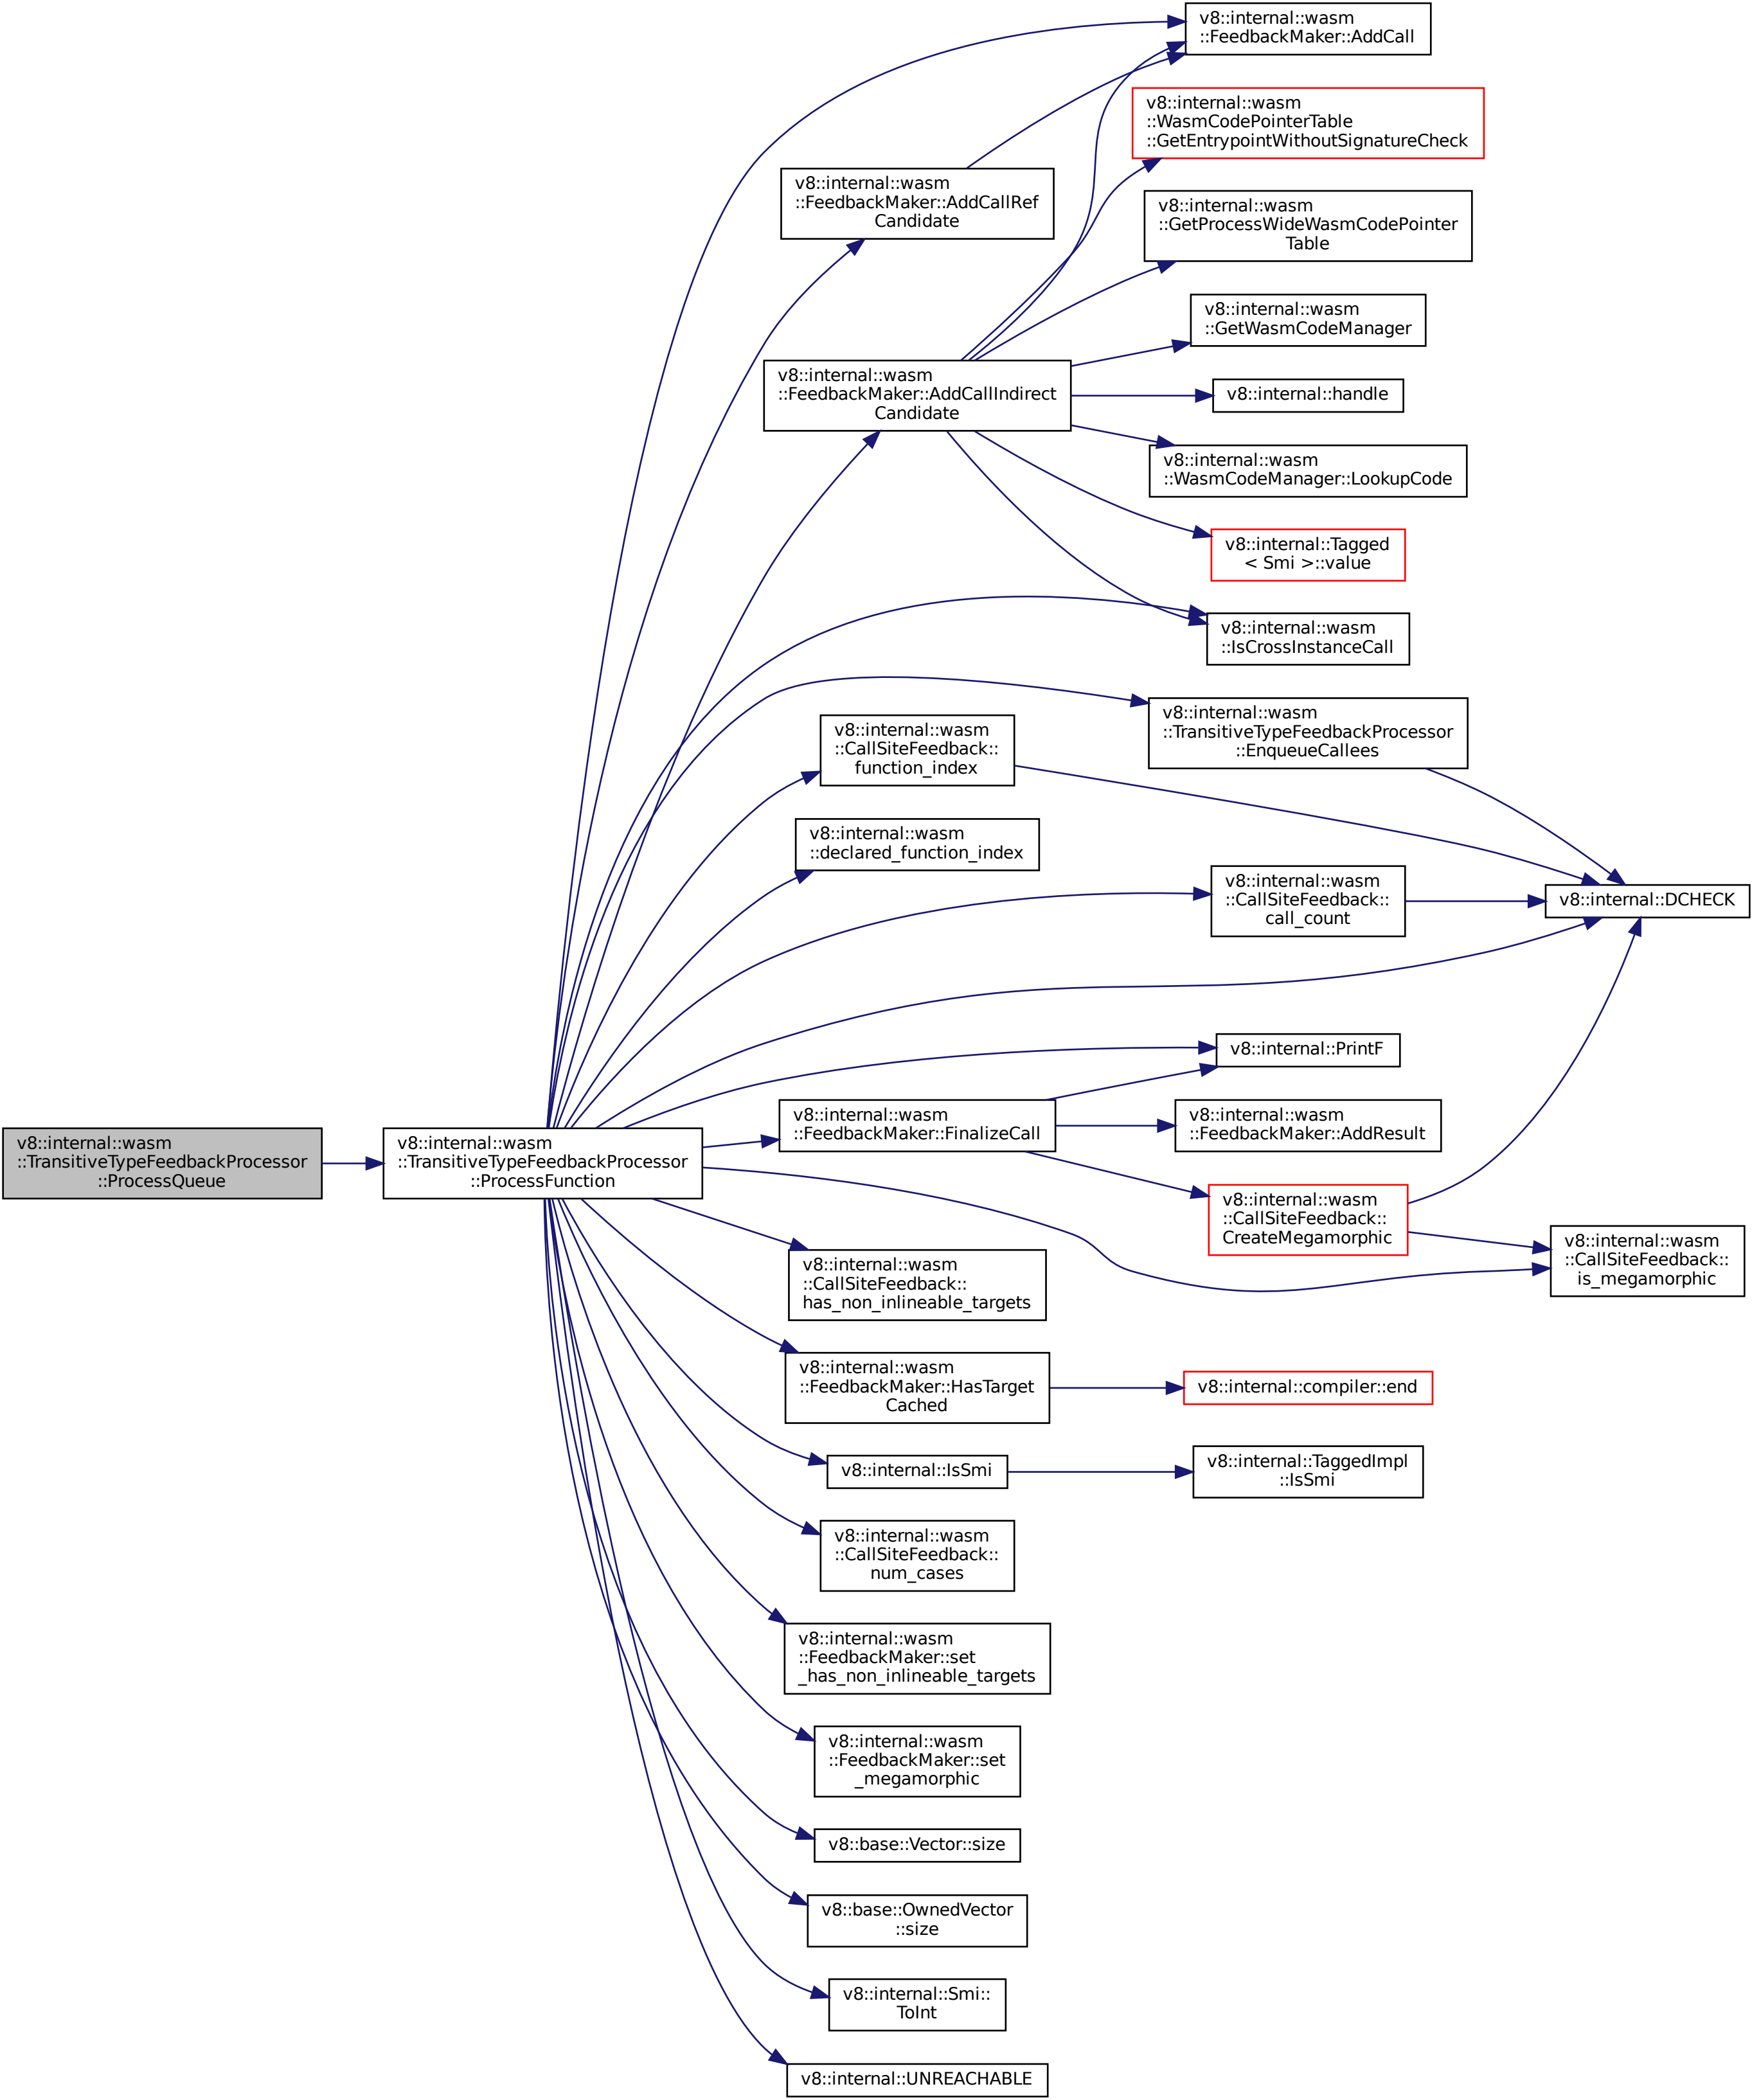 v8::internal::wasm
::FeedbackMaker::AddCall
v8::internal::wasm
::WasmCodePointerTable
::GetEntrypointWithoutSignatureCheck
v8::internal::wasm
::FeedbackMaker::AddCallRef
Candidate
v8::internal::wasm
::GetProcessWideWasmCodePointer
Table
v8::internal::wasm
::GetWasmCodeManager
v8::internal::wasm
::FeedbackMaker::AddCallIndirect
Candidate
v8::internal::handle
v8::internal::wasm
::WasmCodeManager::LookupCode
v8::internal::Tagged
< Smi >::value
v8::internal::wasm
::IsCrossInstanceCall
v8::internal::wasm
::TransitiveTypeFeedbackProcessor
::EnqueueCallees
v8::internal::wasm
::CallSiteFeedback::
function_index
v8::internal::wasm
::declared_function_index
v8::internal::wasm
::CallSiteFeedback::
call_count
v8::internal::DCHECK
v8::internal::PrintF
v8::internal::wasm
::TransitiveTypeFeedbackProcessor
::ProcessQueue
v8::internal::wasm
::TransitiveTypeFeedbackProcessor
::ProcessFunction
v8::internal::wasm
::FeedbackMaker::FinalizeCall
v8::internal::wasm
::FeedbackMaker::AddResult
v8::internal::wasm
::CallSiteFeedback::
CreateMegamorphic
v8::internal::wasm
::CallSiteFeedback::
is_megamorphic
v8::internal::wasm
::CallSiteFeedback::
has_non_inlineable_targets
v8::internal::wasm
::FeedbackMaker::HasTarget
Cached
v8::internal::compiler::end
v8::internal::IsSmi
v8::internal::TaggedImpl
::IsSmi
v8::internal::wasm
::CallSiteFeedback::
num_cases
v8::internal::wasm
::FeedbackMaker::set
_has_non_inlineable_targets
v8::internal::wasm
::FeedbackMaker::set
_megamorphic
v8::base::Vector::size
v8::base::OwnedVector
::size
v8::internal::Smi::
ToInt
v8::internal::UNREACHABLE